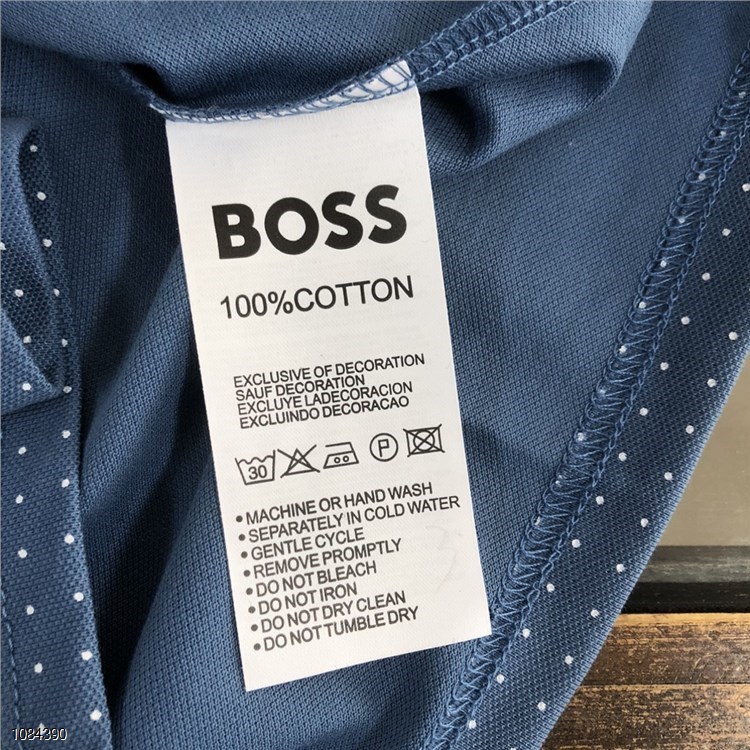 BOSS
100%COTTON
EXCLUSIVE OF DECORATION
SAUF DECORATION
EXCLUYE LADECORACION
EXCLUINDO DECORACAO
30
P
• MACHINE OR HAND WASH
• SEPARATELY IN COLD WATER
• GENTLE CYCLE
• REMOVE PROMPTLY
• DO NOT BLEACH
• DO NOT IRON
• DO NOT DRY CLEAN
• DO NOT TUMBLE DRY
1084390